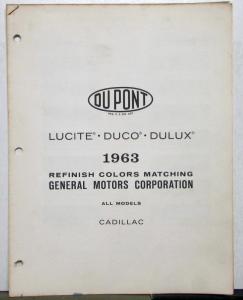 DU PONT
LUCITE® • DUCO® • DULUX®
1963
REFINISH COLORS MATCHING
GENERAL MOTORS CORPORATION
ALL MODELS
CADILLAC